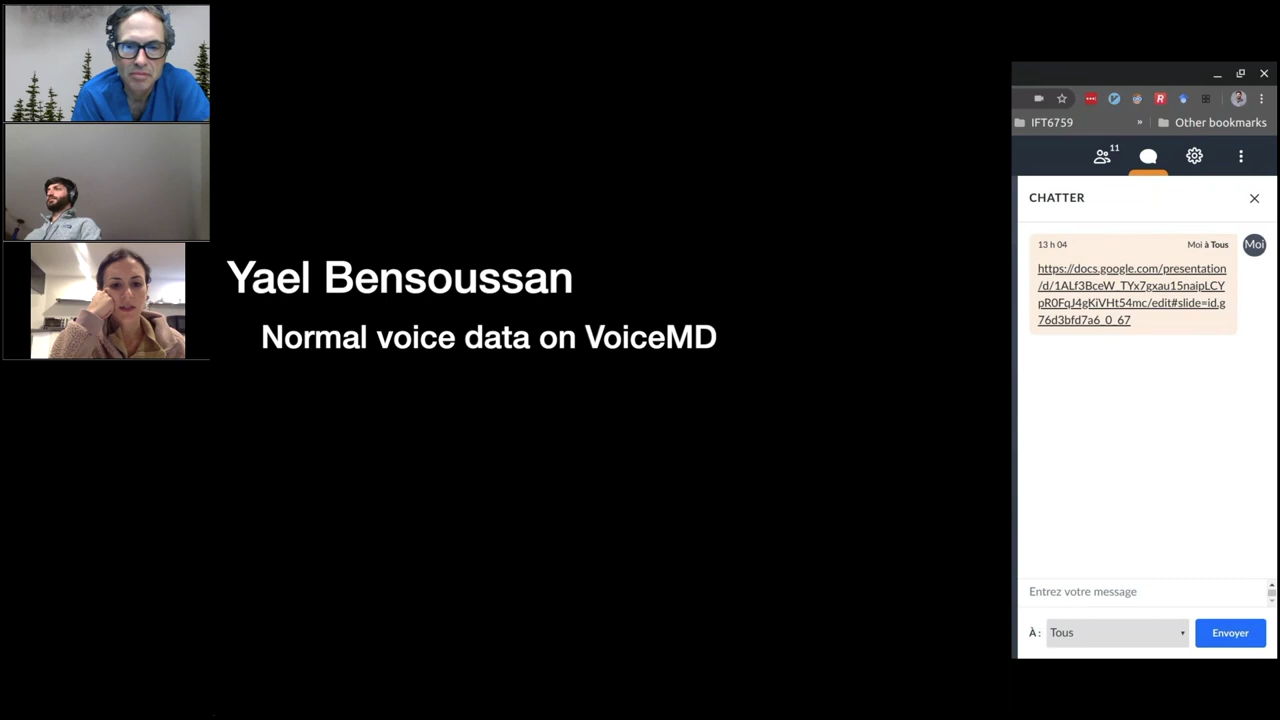 Yael Bensoussan
Normal voice data on VoiceMD
IFT6759
»
Other bookmarks
11
CHATTER
13 h 04
Moi à Tous
Moi
https://docs.google.com/presentation
/d/1ALf3BceW_TYx7gxau15naipLCY
pR0FqJ4gKiVHt54mc/edit#slide=id.g
76d3bfd7a6_0_67
Entrez votre message
À :
Tous
Envoyer